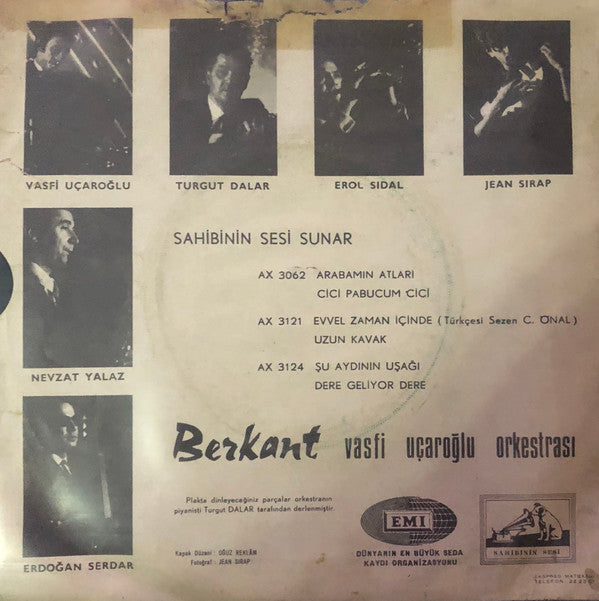 VASFİ UÇAROĞLU
TURGUT DALAR
EROL SIDAL
JEAN SIRAP
SAHİBİNİN SESİ SUNAR
AX 3062 ARABAMIN ATLARI
CİCİ PABUCUM CİCİ
AX 3121 EVVEL ZAMAN İÇİNDE (Türkçesi Sezen C. ÖNAL)
UZUN KAVAK
AX 3124 ŞU AYDININ UŞAĞI
DERE GELİYOR DERE
NEVZAT YALAZ
Berkant vasfi uçaroğlu orkestrası
Plakta dinleyeceğiniz parçalar orkestranın
piyanisti Turgut DALAR tarafından derlenmiştir.
Kapak Düzeni: OĞUZ REKLÂM
Fotoğraf: JEAN SIRAP
EMI
DÜNYANIN EN BÜYÜK SEDA
KAYDI ORGANİZASYONU
SAHİBİNİN SESİ
ERDOĞAN SERDAR
TELEFON